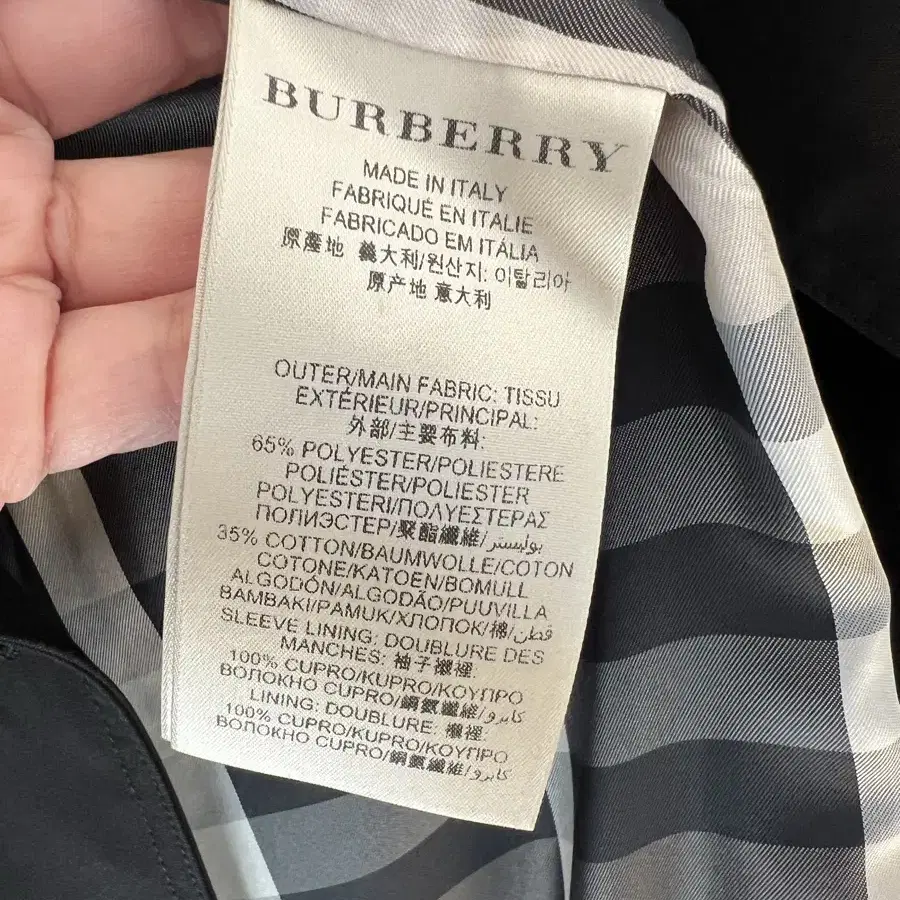 BURBERRY
MADE IN ITALY
FABRIQUÉ EN ITALIE
FABRICADO EM ITÁLIA
原產地 義大利/원산지: 이탈리아
原产地 意大利
OUTER/MAIN FABRIC: TISSU
EXTÉRIEUR/PRINCIPAL:
外部/主要布料:
65% POLYESTER/POLIESTERE
POLIÉSTER/POLIESTER
POLYESTERI/ΠΟΛΥΕΣΤΕΡΑΣ
ПОЛИЭСТЕР/聚酯纖維/بوليستر
35% COTTON/BAUMWOLLE/COTON
COTONE/KATOEN/BOMULL
ALGODÓN/ALGODÃO/PUUVILLA
BAMBAKI/PAMUK/ХЛОПОК/棉/قطن
SLEEVE LINING: DOUBLURE DES
MANCHES: 袖子襯裡:
100% CUPRO/KUPRO/ΚΟΥΠΡΟ
ВОЛОКНО CUPRO/銅氨纖維/كابرو
LINING: DOUBLURE: 襯裡:
100% CUPRO/KUPRO/ΚΟΥΠΡΟ
ВОЛОКНО CUPRO/銅氨纖維/كابرو